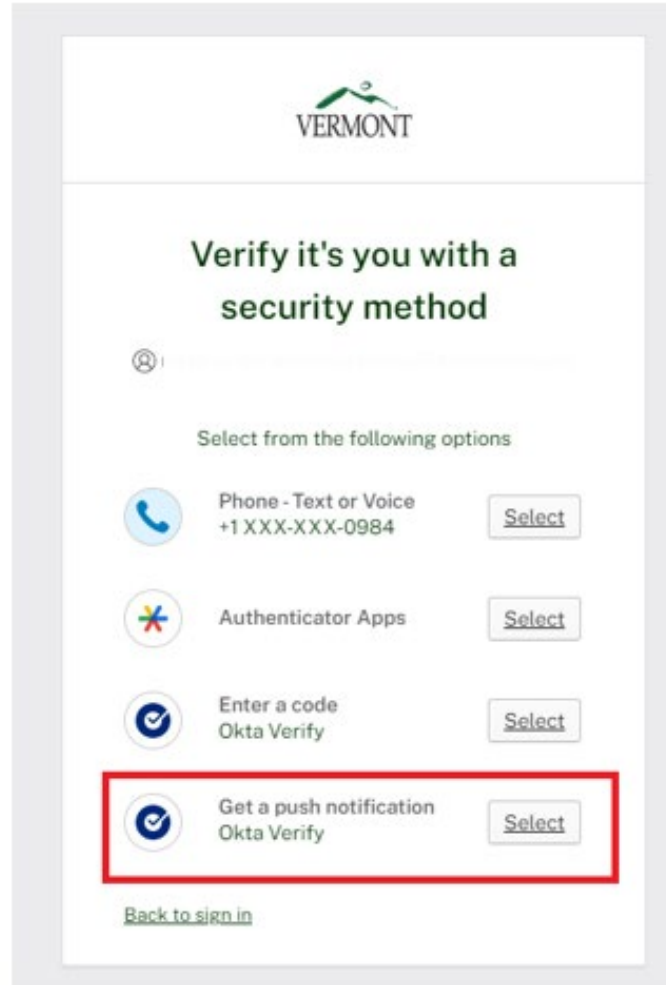 VERMONT
Verify it's you with a
security method
Select from the following options
Phone - Text or Voice
+1 XXX-XXX-0984
Select
Authenticator Apps
Select
Enter a code
Okta Verify
Select
Get a push notification
Okta Verify
Select
Back to sign in